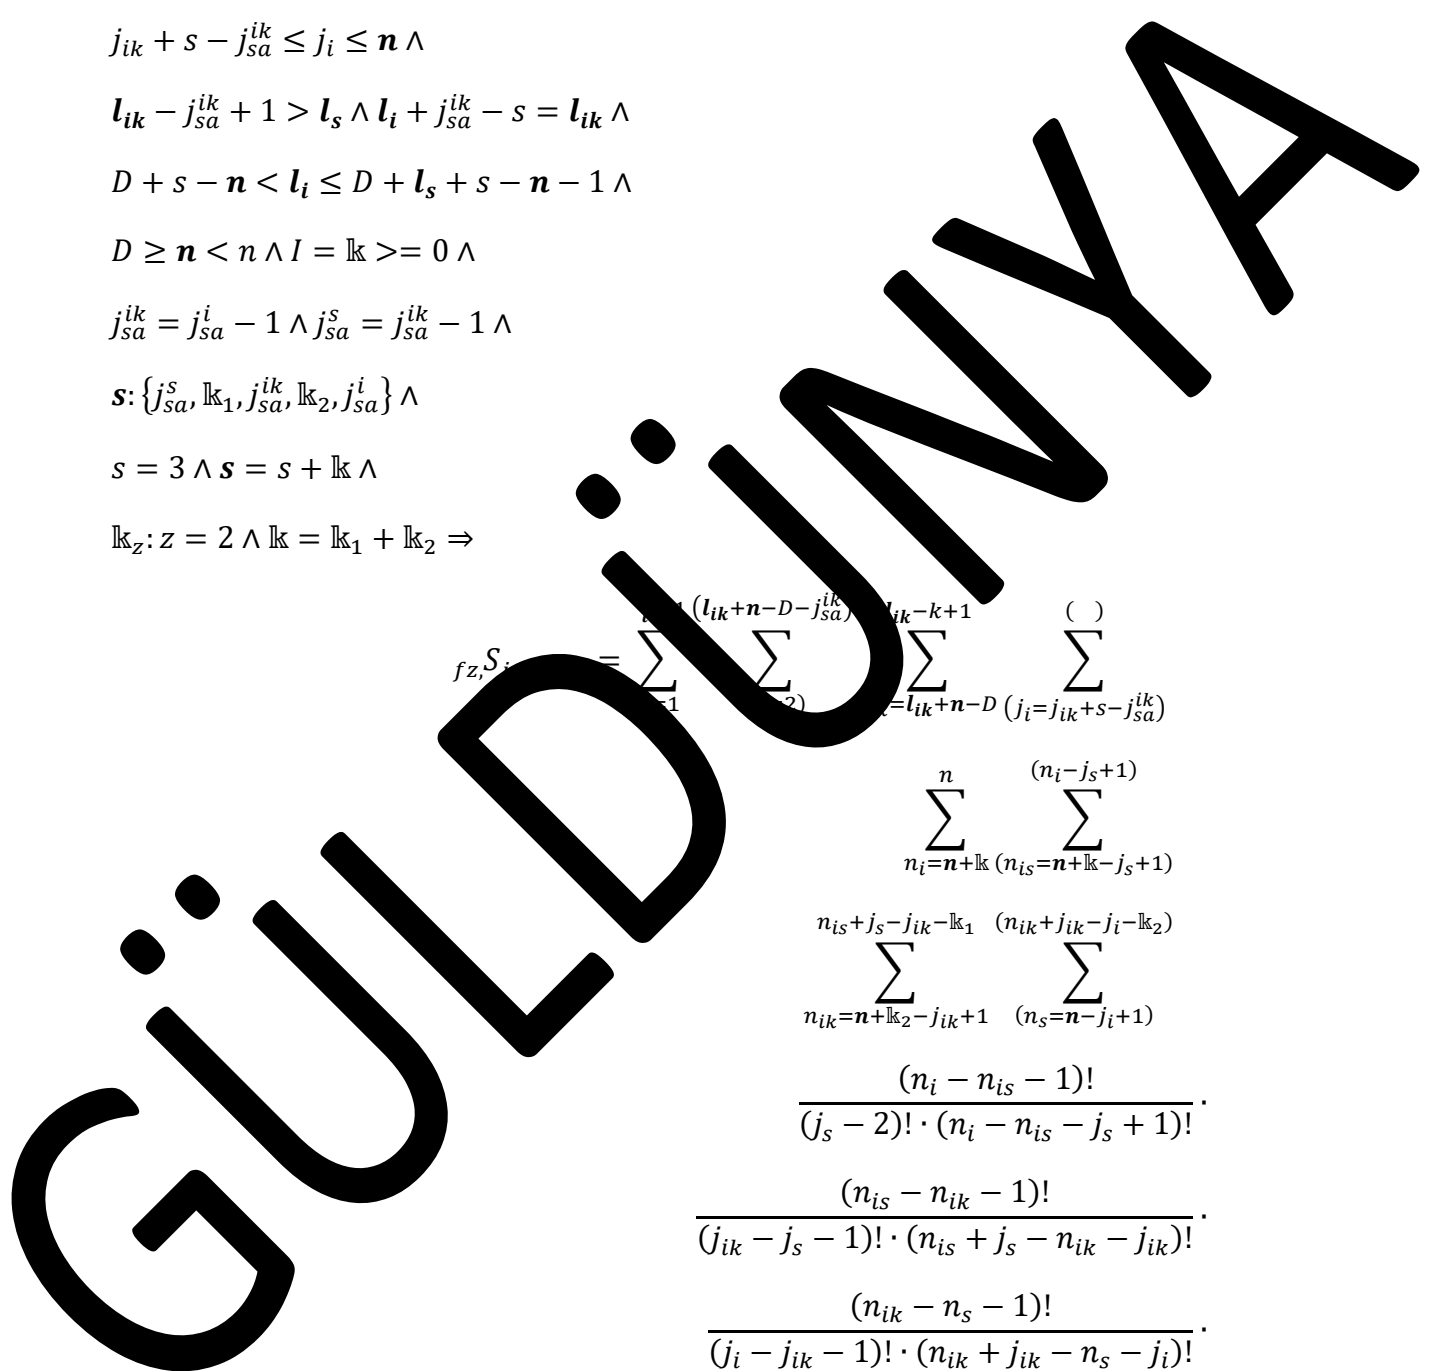 j_{ik} + s − j_{sa}^{ik} ≤ j_i ≤ 𝒏 ∧
𝒍_{𝒊𝒌} − j_{sa}^{ik} + 1 > 𝒍_𝒔 ∧ 𝒍_𝒊 + j_{sa}^{ik} − s = 𝒍_{𝒊𝒌} ∧
D + s − 𝒏 < 𝒍_𝒊 ≤ D + 𝒍_𝒔 + s − 𝒏 − 1 ∧
D ≥ 𝒏 < n ∧ I = 𝕜 >= 0 ∧
j_{sa}^{ik} = j_{sa}^{i} − 1 ∧ j_{sa}^{s} = j_{sa}^{ik} − 1 ∧
𝒔: {j_{sa}^{s}, 𝕜_1, j_{sa}^{ik}, 𝕜_2, j_{sa}^{i}} ∧
s = 3 ∧ 𝒔 = s + 𝕜 ∧
𝕜_z: z = 2 ∧ 𝕜 = 𝕜_1 + 𝕜_2 ⇒
(𝒍_{𝒊𝒌}+𝒏−D−j_{sa}^{ik}) 𝒍_{𝒊𝒌}−k+1 ( )
_{fz,}S = ∑ ∑ ∑ ∑
=𝒍_{𝒊𝒌}+𝒏−D (j_i=j_{ik}+s−j_{sa}^{ik})
n (n_i−j_s+1)
∑ ∑
n_i=𝒏+𝕜 (n_{is}=𝒏+𝕜−j_s+1)
n_{is}+j_s−j_{ik}−𝕜_1 (n_{ik}+j_{ik}−j_i−𝕜_2)
∑ ∑
n_{ik}=𝒏+𝕜_2−j_{ik}+1 (n_s=𝒏−j_i+1)
(n_i − n_{is} − 1)!
(j_s − 2)! · (n_i − n_{is} − j_s + 1)! ·
(n_{is} − n_{ik} − 1)!
(j_{ik} − j_s − 1)! · (n_{is} + j_s − n_{ik} − j_{ik})! ·
(n_{ik} − n_s − 1)!
(j_i − j_{ik} − 1)! · (n_{ik} + j_{ik} − n_s − j_i)! ·
GÜLDÜNYA